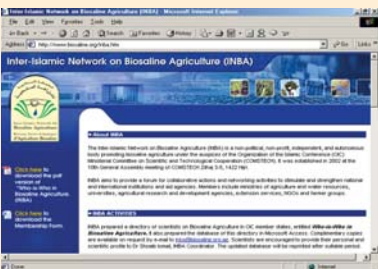 Inter-Islamic Network on Biosaline Agriculture (INBA) - Microsoft Internet Explorer
File Edit View Favorites Tools Help
Back Search Favorites History
Address http://www.biosaline.org/inba.htm Go Links
Inter-Islamic Network on Biosaline Agriculture (INBA)
About INBA
The Inter-Islamic Network on Biosaline Agriculture (INBA) is a non-political, non-profit, independent, and autonomous
body promoting biosaline agriculture under the auspices of the Organization of the Islamic Conference (OIC)
Ministerial Committee on Scientific and Technological Cooperation (COMSTECH). It was established in 2002 at the
10th General Assembly meeting of COMSTECH
INBA aims to provide a forum for collaborative actions and networking activities to stimulate and strengthen national
and international institutions and aid agencies. Members include ministries of agriculture and water resources,
universities, agricultural research and development agencies, extension services, NGOs and farmer groups.
Click here to
download the pdf
version of
"Who is Who in
Biosaline Agriculture
(INBA)
Click here to
download the
Membership Form
INBA ACTIVITIES
INBA prepared a directory of scientists on Biosaline Agriculture in OIC member states, entitled Who-is-Who in
Biosaline Agriculture. It also prepared the database of this directory in Microsoft Access. Complimentary copies
are available on request by e-mail to Scientists are encouraged to provide their personal and
scientific profile to Dr Shoaib Ismail, INBA Coordinator. The updated database will be reported after suitable period.
Done Internet